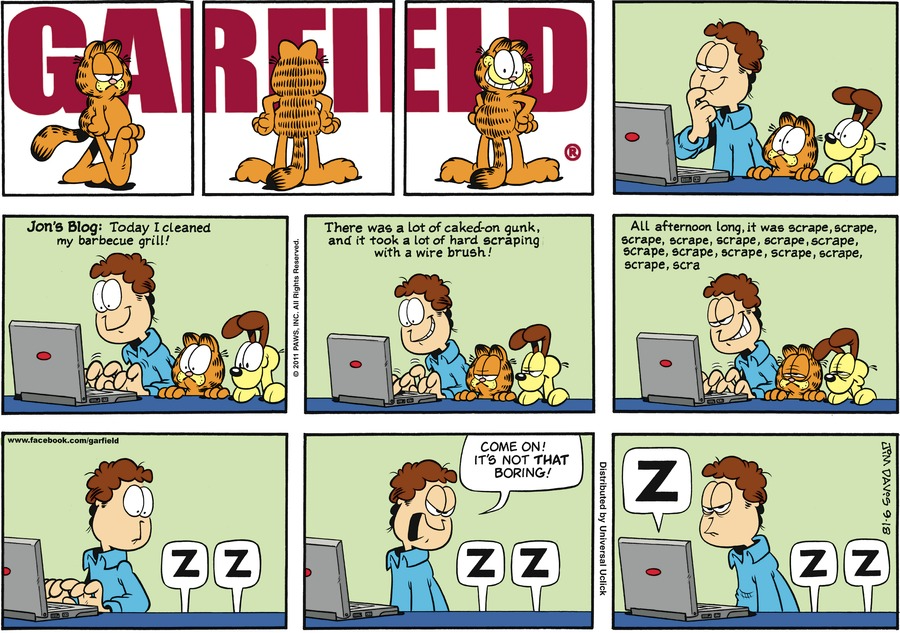 GARFIELD
®
Jon's Blog: Today I cleaned
my barbecue grill!
© 2011 PAWS, INC. All Rights Reserved.
There was a lot of caked-on gunk,
and it took a lot of hard scraping
with a wire brush!
All afternoon long, it was scrape, scrape,
scrape, scrape, scrape, scrape, scrape,
scrape, scrape, scrape, scrape, scrape,
scrape, scra
www.facebook.com/garfield
Z Z
COME ON!
IT'S NOT THAT
BORING!
Z Z
Distributed by Universal Uclick
Z
Z Z
JIM DAVIS 9-18